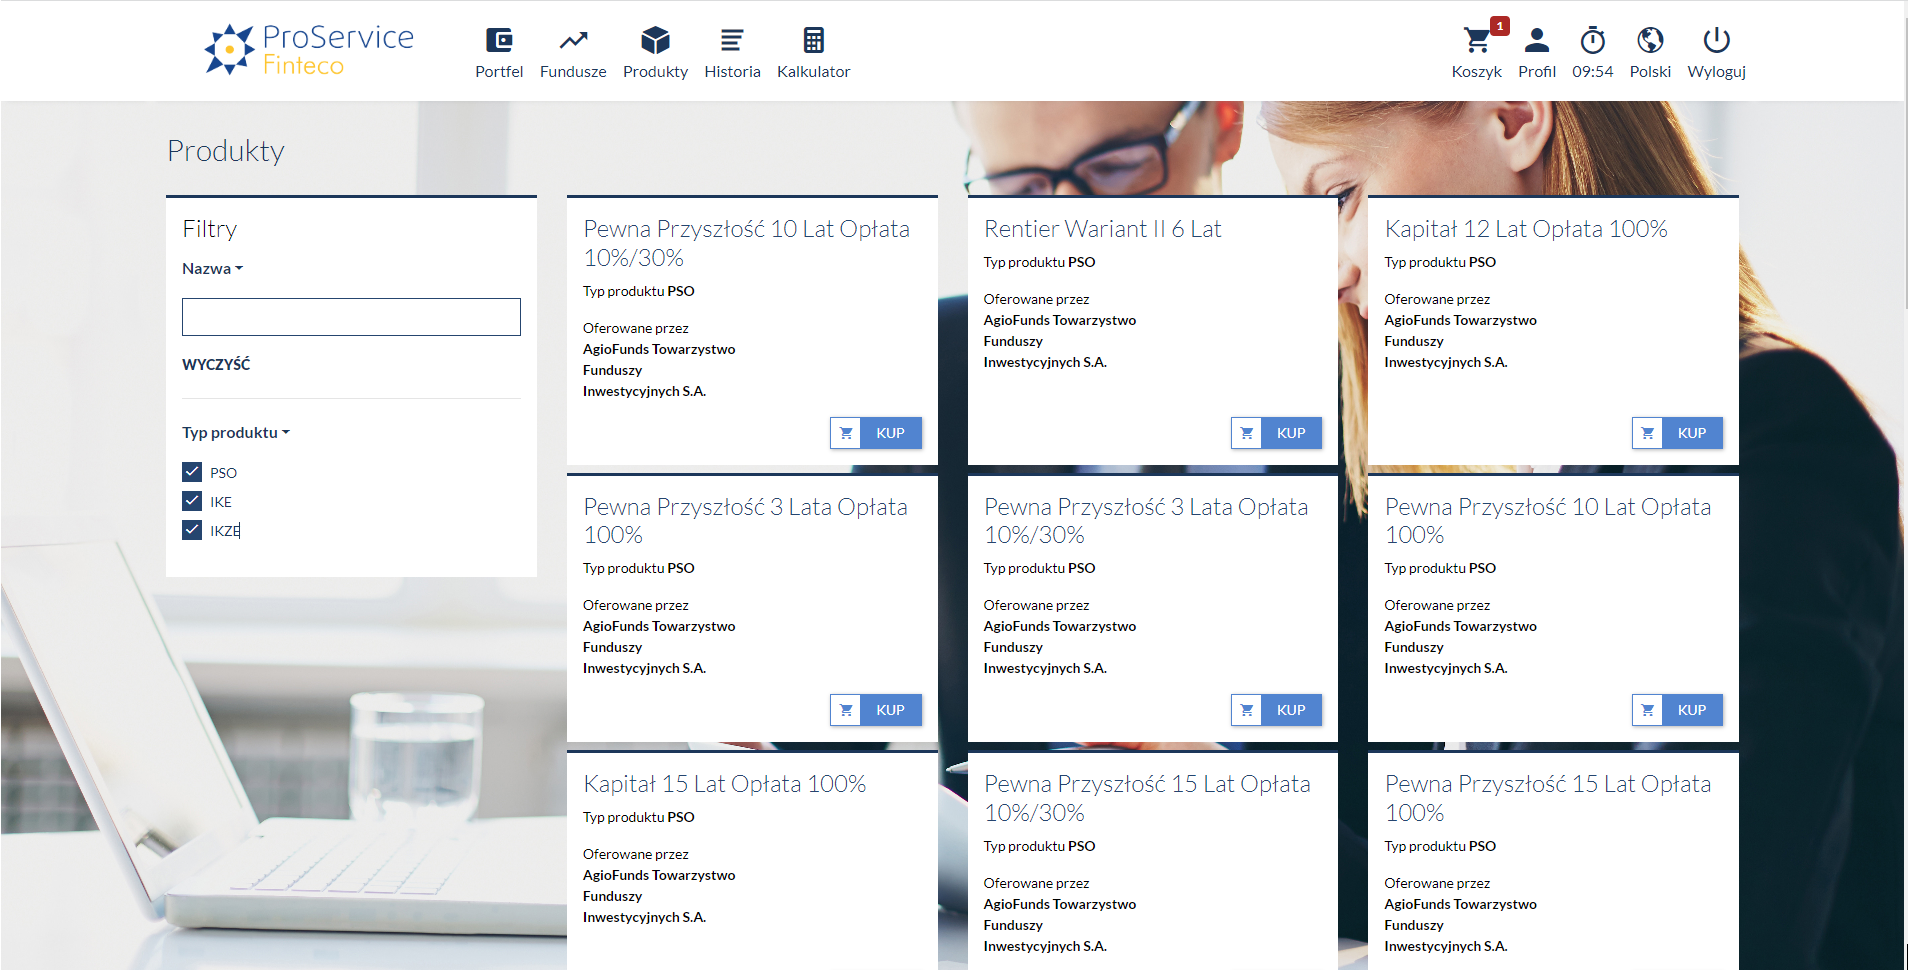 ProService
Finteco
Portfel
Fundusze
Produkty
Historia
Kalkulator
1
Koszyk
Profil
09:54
Polski
Wyloguj
Produkty
Filtry
Nazwa
WYCZYŚĆ
Typ produktu
PSO
IKE
IKZE
Pewna Przyszłość 10 Lat Opłata
10%/30%
Typ produktu PSO
Oferowane przez
AgioFunds Towarzystwo
Funduszy
Inwestycyjnych S.A.
KUP
Rentier Wariant II 6 Lat
Typ produktu PSO
Oferowane przez
AgioFunds Towarzystwo
Funduszy
Inwestycyjnych S.A.
KUP
Kapitał 12 Lat Opłata 100%
Typ produktu PSO
Oferowane przez
AgioFunds Towarzystwo
Funduszy
Inwestycyjnych S.A.
KUP
Pewna Przyszłość 3 Lata Opłata
100%
Typ produktu PSO
Oferowane przez
AgioFunds Towarzystwo
Funduszy
Inwestycyjnych S.A.
KUP
Pewna Przyszłość 3 Lata Opłata
10%/30%
Typ produktu PSO
Oferowane przez
AgioFunds Towarzystwo
Funduszy
Inwestycyjnych S.A.
KUP
Pewna Przyszłość 10 Lat Opłata
100%
Typ produktu PSO
Oferowane przez
AgioFunds Towarzystwo
Funduszy
Inwestycyjnych S.A.
KUP
Kapitał 15 Lat Opłata 100%
Typ produktu PSO
Oferowane przez
AgioFunds Towarzystwo
Funduszy
Inwestycyjnych S.A.
Pewna Przyszłość 15 Lat Opłata
10%/30%
Typ produktu PSO
Oferowane przez
AgioFunds Towarzystwo
Funduszy
Inwestycyjnych S.A.
Pewna Przyszłość 15 Lat Opłata
100%
Typ produktu PSO
Oferowane przez
AgioFunds Towarzystwo
Funduszy
Inwestycyjnych S.A.